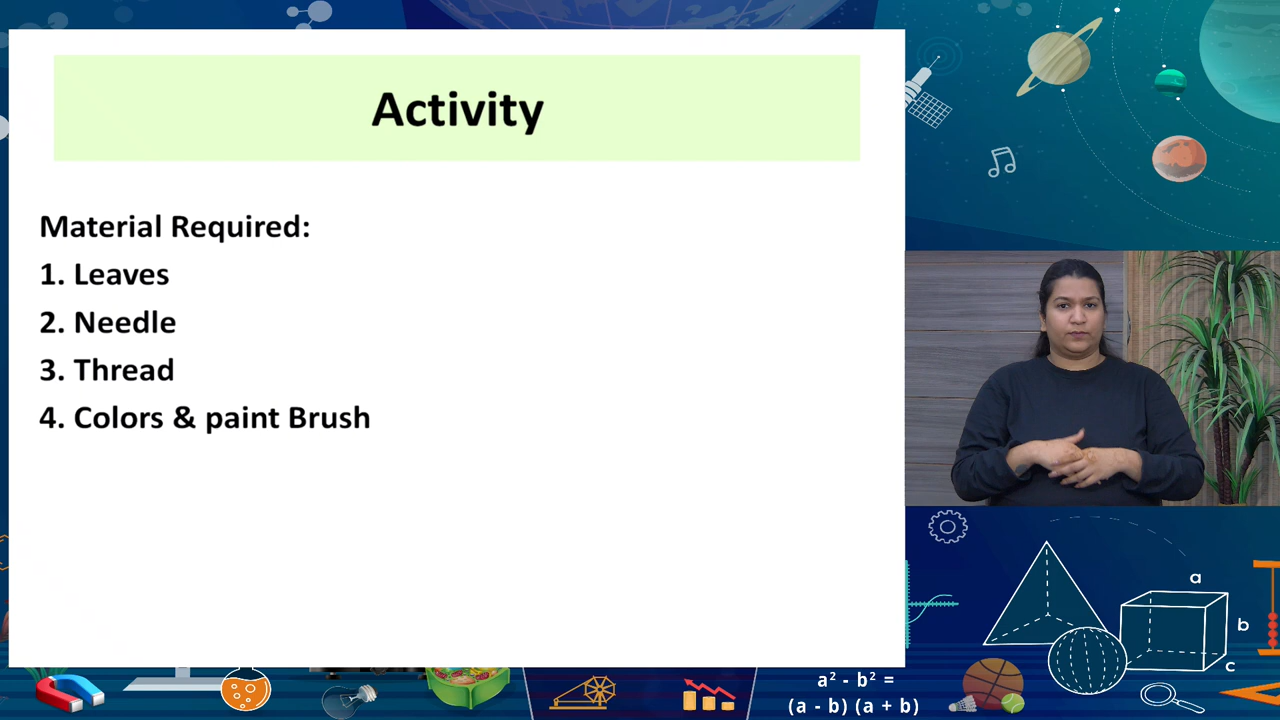 Activity
Material Required:
1. Leaves
2. Needle
3. Thread
4. Colors & paint Brush
a
b
c
a² - b² =
(a - b) (a + b)